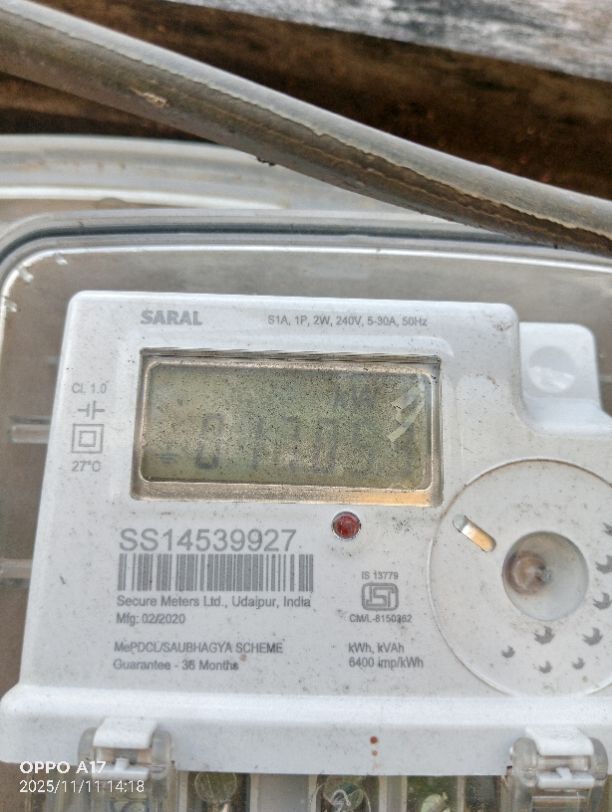 SARAL
S1A, 1P, 2W, 240V, 5-30A, 50Hz
Cl. 1.0
27°C
kW
SS14539927
Secure Meters Ltd., Udaipur, India
Mfg: 02/2020
IS 13779
CM/L-8150362
MePDCL/SAUBHAGYA SCHEME
Guarantee - 36 Months
kWh, kVAh
6400 imp/kWh
OPPO A17
2025/11/11 14:18